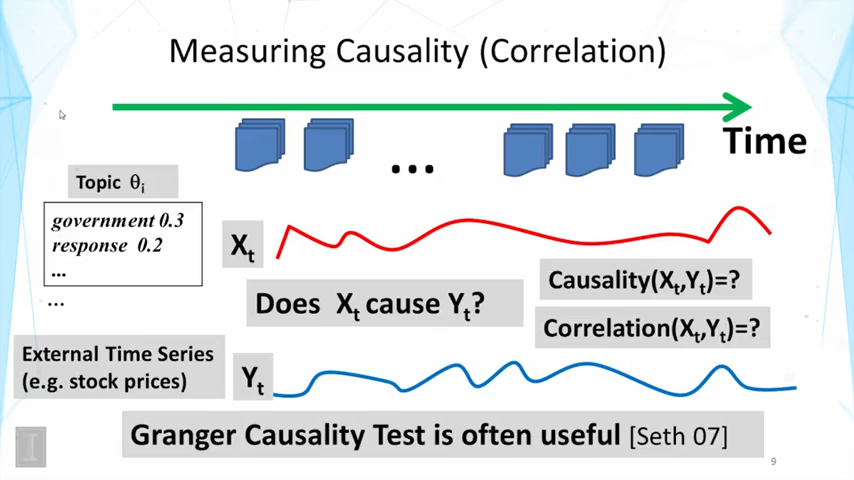 Measuring Causality (Correlation)
Time
...
Topic θi
government 0.3
response 0.2
...
...
Xt
Does Xt cause Yt?
Causality(Xt,Yt)=?
Correlation(Xt,Yt)=?
External Time Series
(e.g. stock prices)
Yt
Granger Causality Test is often useful [Seth 07]
I
9